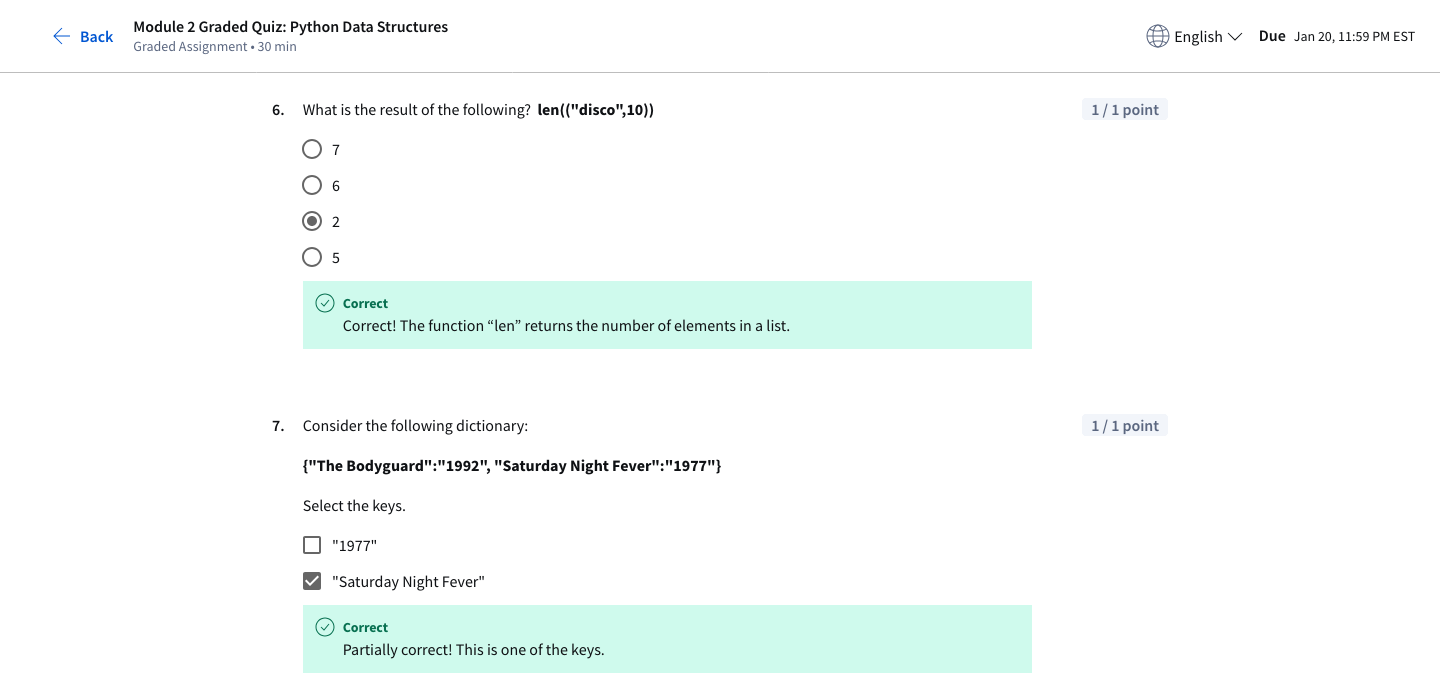 Back
Module 2 Graded Quiz: Python Data Structures
Graded Assignment • 30 min
English
Due Jan 20, 11:59 PM EST
6. What is the result of the following? len(("disco",10))
1 / 1 point
7
6
2
5
Correct
Correct! The function “len” returns the number of elements in a list.
7. Consider the following dictionary:
1 / 1 point
{"The Bodyguard":"1992", "Saturday Night Fever":"1977"}
Select the keys.
"1977"
"Saturday Night Fever"
Correct
Partially correct! This is one of the keys.